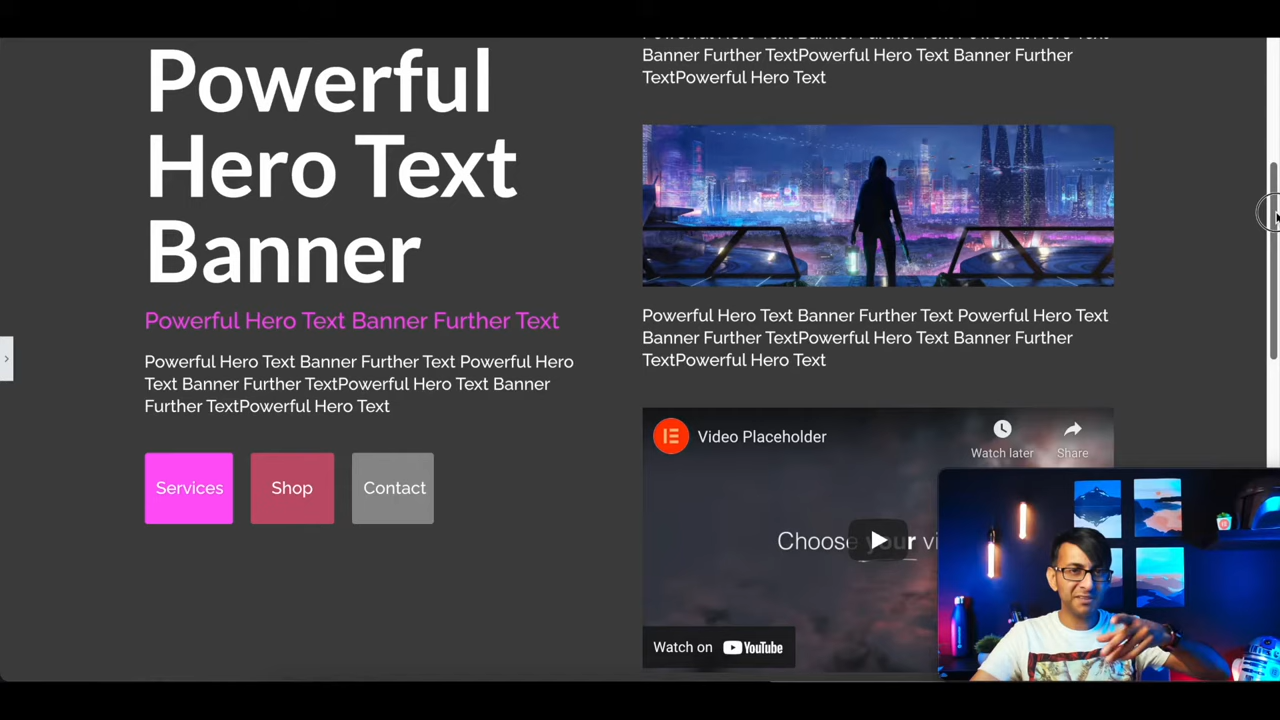 Powerful
Hero Text
Banner
Powerful Hero Text Banner Further Text
Powerful Hero Text Banner Further Text Powerful Hero
Text Banner Further TextPowerful Hero Text Banner
Further TextPowerful Hero Text
Services
Shop
Contact
Banner Further TextPowerful Hero Text Banner Further
TextPowerful Hero Text
Powerful Hero Text Banner Further Text Powerful Hero Text
Banner Further TextPowerful Hero Text Banner Further
TextPowerful Hero Text
Video Placeholder
Watch later
Share
Choose your vi
Watch on YouTube